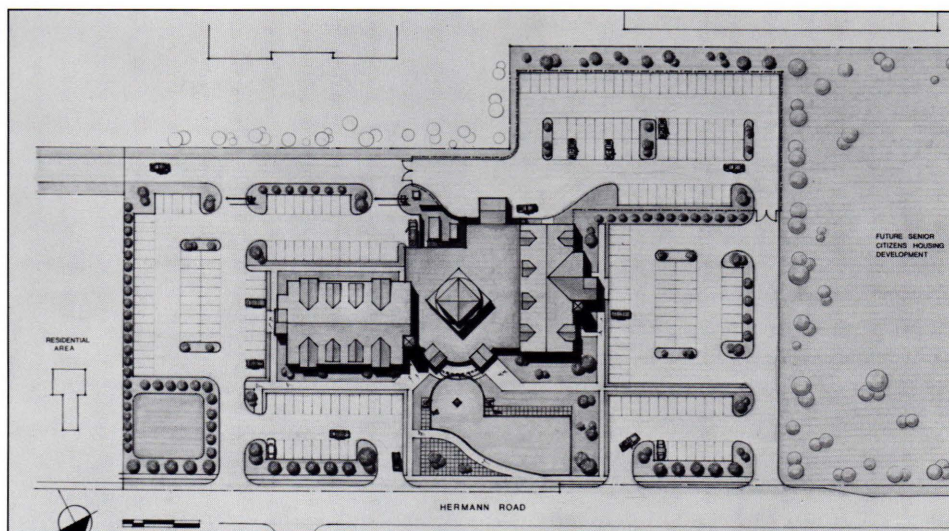 FUTURE SENIOR
CITIZENS HOUSING
DEVELOPMENT
RESIDENTIAL
AREA
HERMANN ROAD